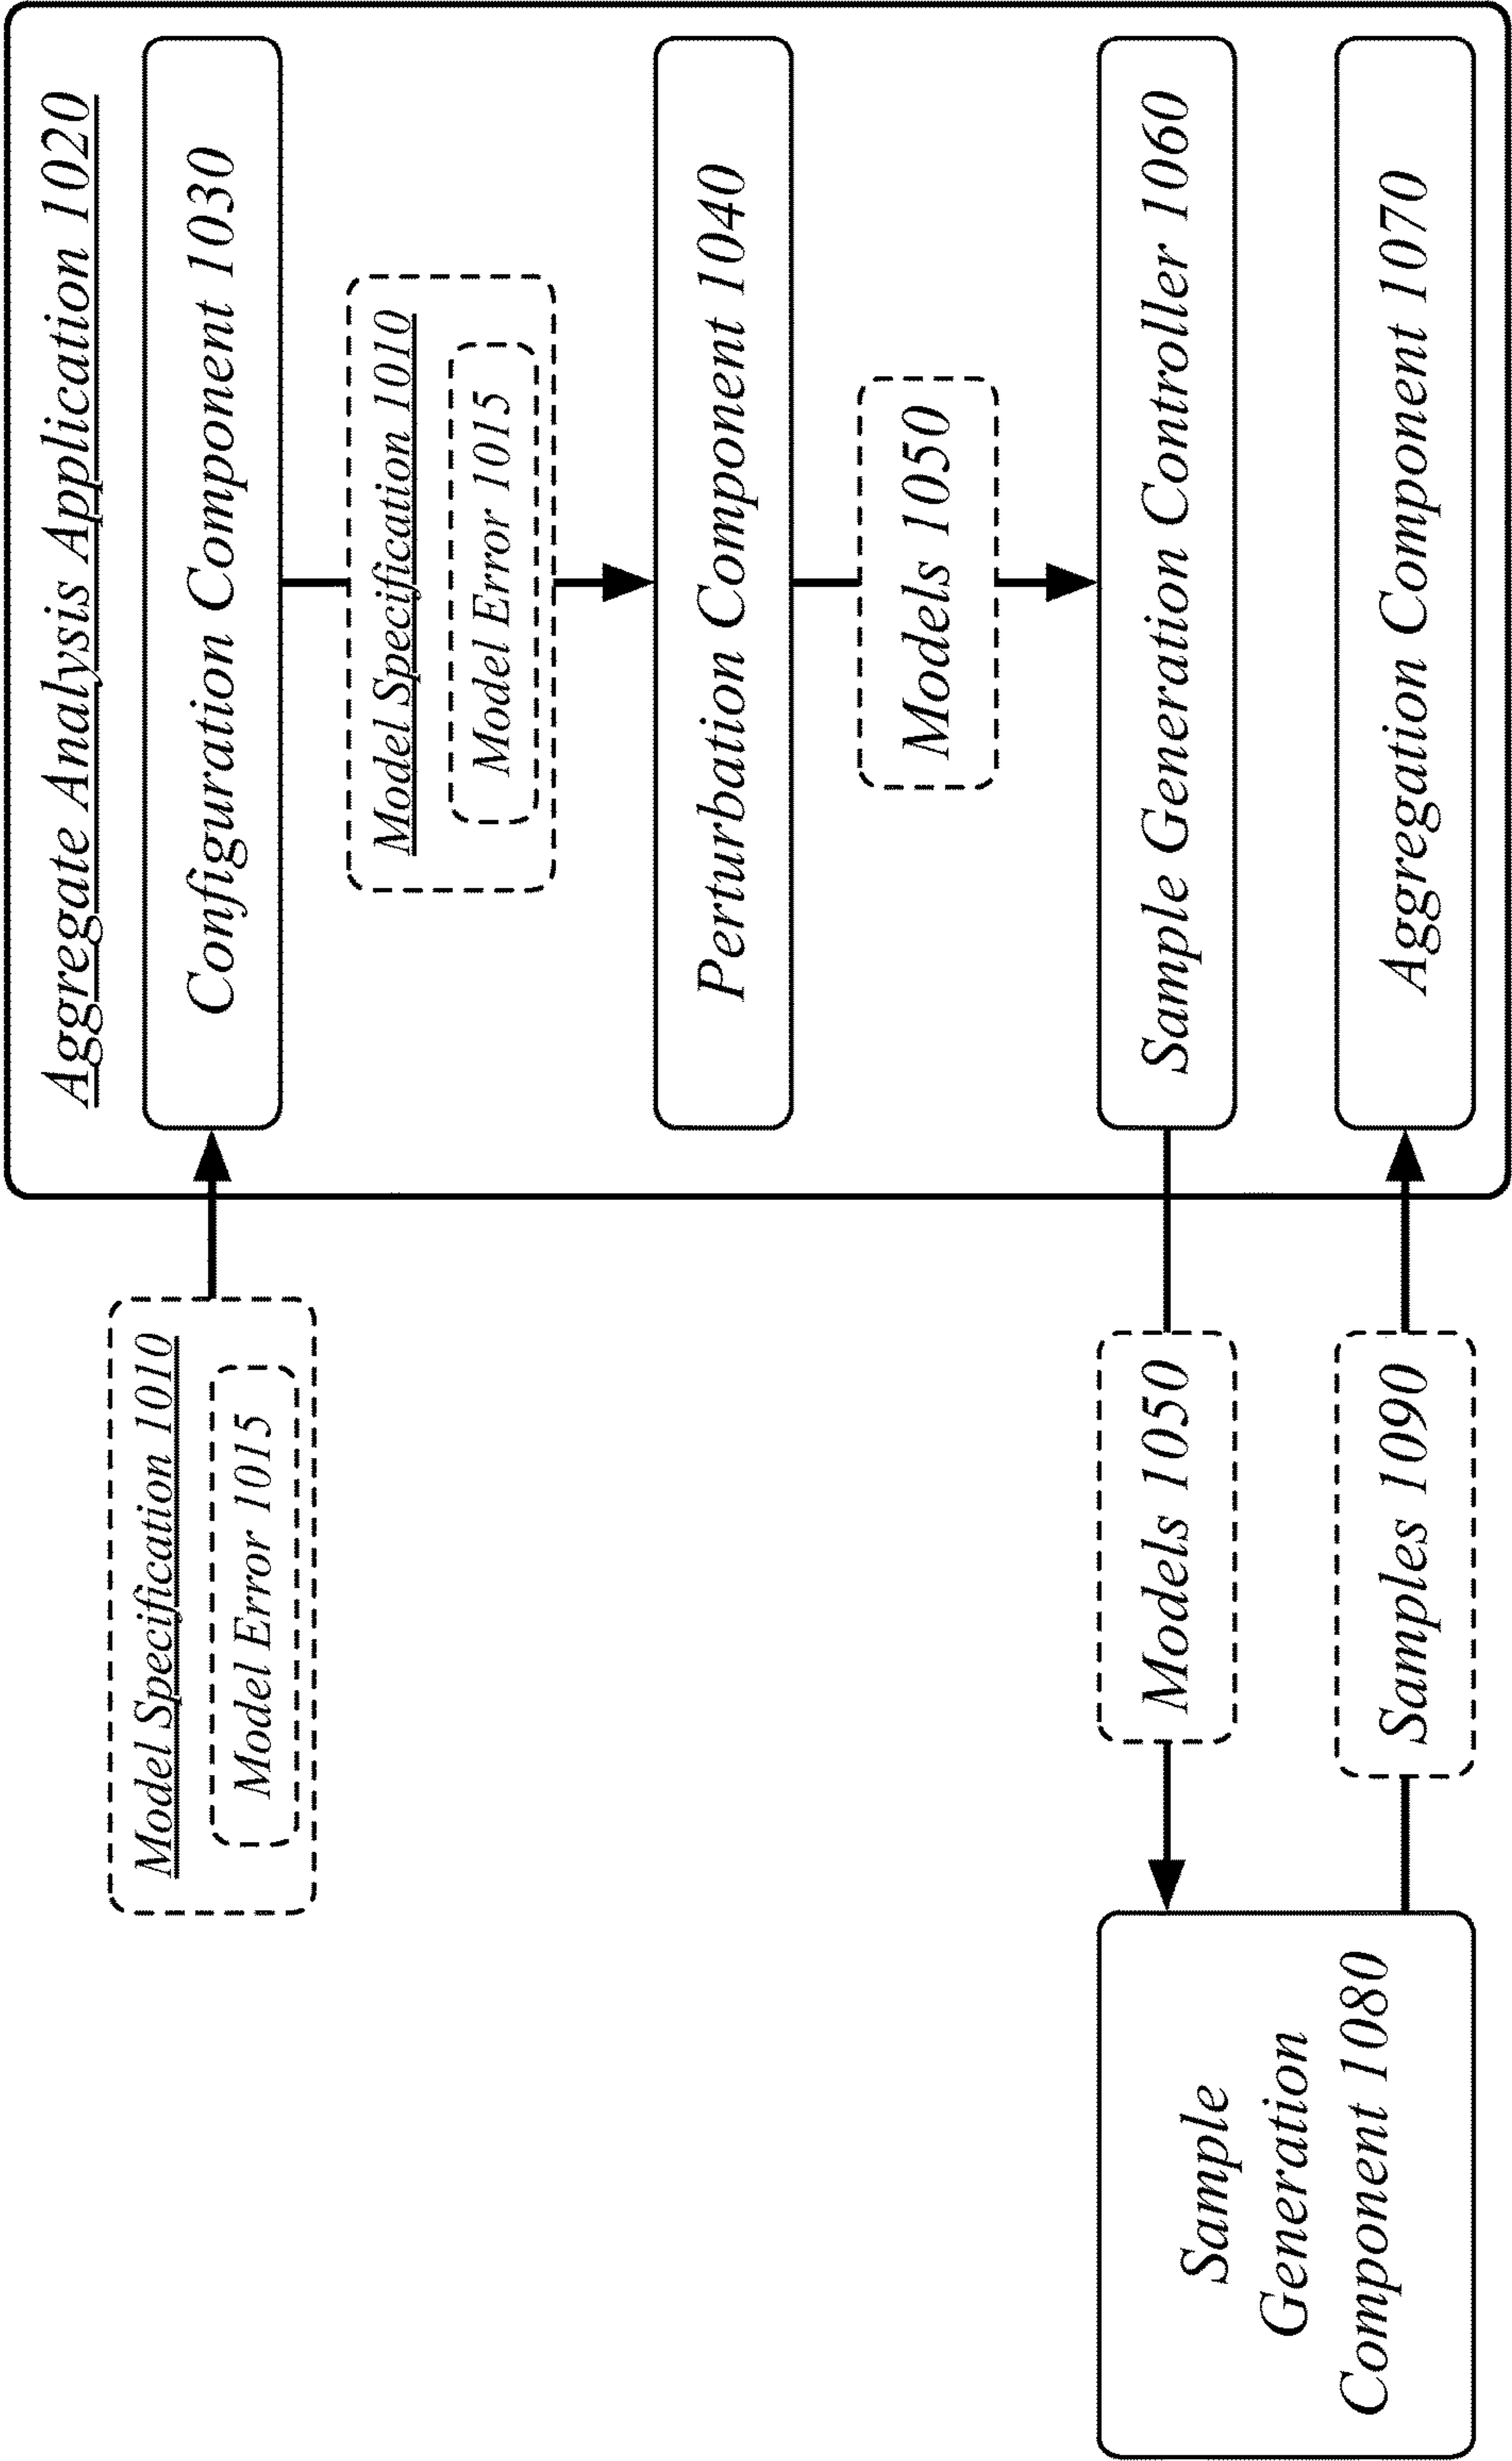 Aggregate Analysis Application 1020
Configuration Component 1030
Model Specification 1010
Model Error 1015
Model Specification 1010
Model Error 1015
Perturbation Component 1040
Models 1050
Sample Generation Controller 1060
Models 1050
Sample
Generation
Component 1080
Samples 1090
Aggregation Component 1070